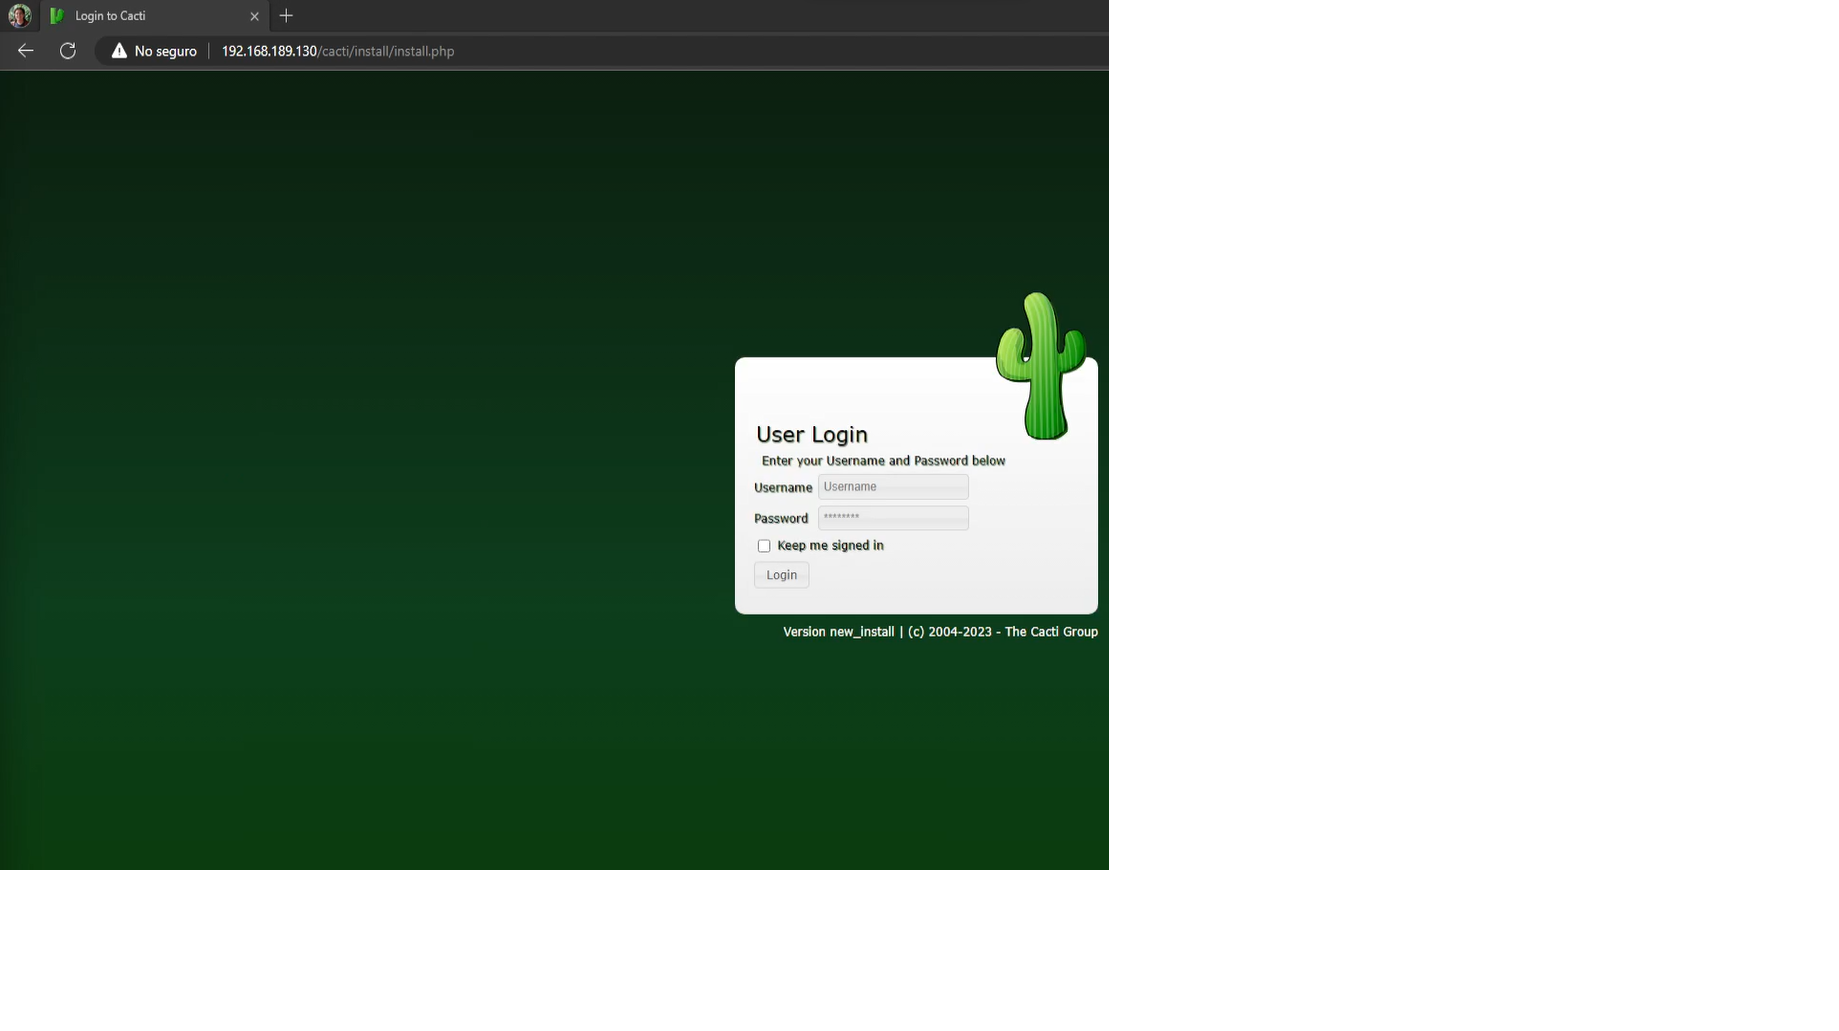 Login to Cacti
No seguro
192.168.189.130/cacti/install/install.php
User Login
Enter your Username and Password below
Username Username
Password ********
Keep me signed in
Login
Version new_install | (c) 2004-2023 - The Cacti Group